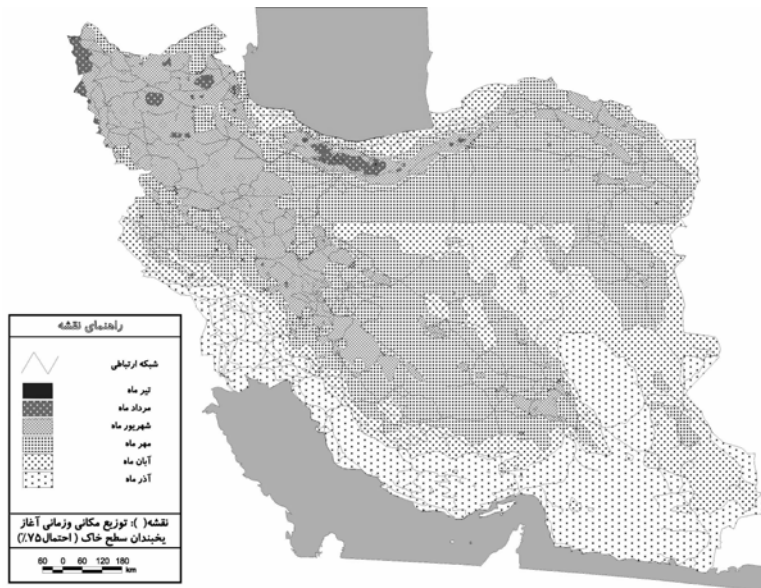 راهنمای نقشه
شبکه ارتباطی
تیر ماه
مرداد ماه
شهریور ماه
مهر ماه
آبان ماه
آذر ماه
نقشه( ): توزیع مکانی وزمانی آغاز
یخبندان سطح خاک ( احتمال۷۵٪)
60 0 60 120 180
km